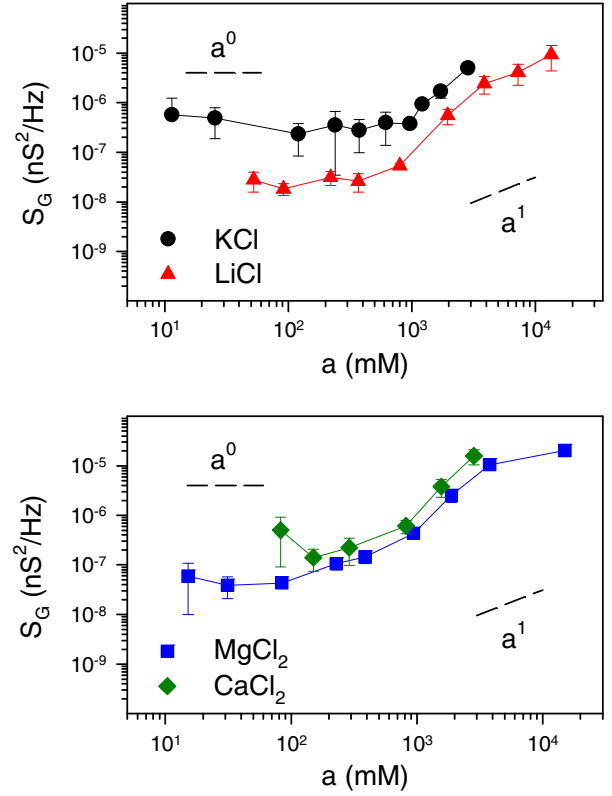 10⁻⁵
10⁻⁶
10⁻⁷
10⁻⁸
10⁻⁹
S_G (nS²/Hz)
a⁰
a¹
KCl
LiCl
10¹ 10² 10³ 10⁴
a (mM)
10⁻⁵
10⁻⁶
10⁻⁷
10⁻⁸
10⁻⁹
S_G (nS²/Hz)
a⁰
a¹
MgCl₂
CaCl₂
10¹ 10² 10³ 10⁴
a (mM)